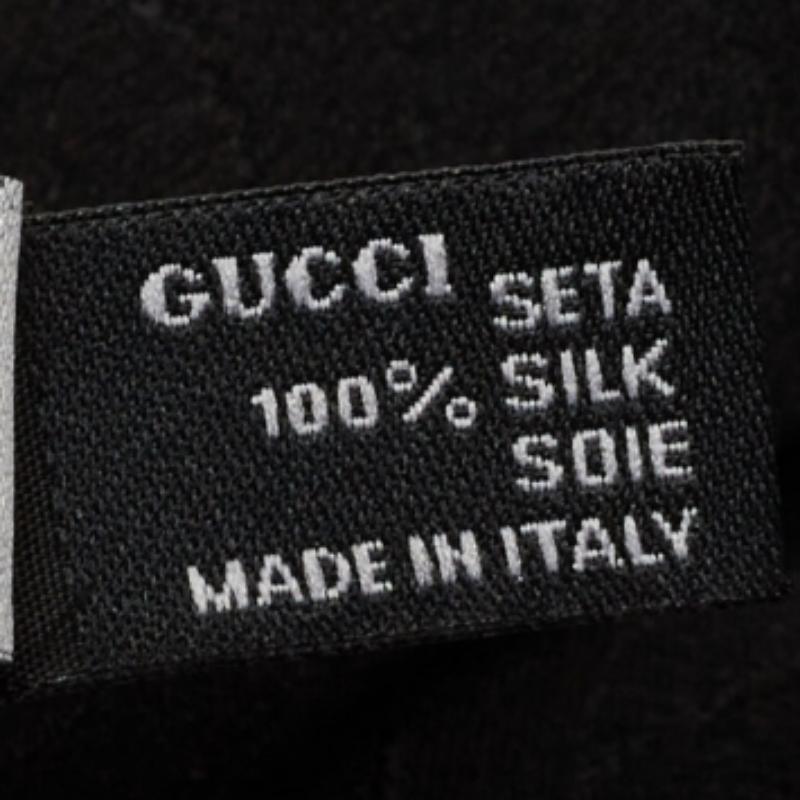 GUCCI SETA
100% SILK
SOIE
MADE IN ITALY